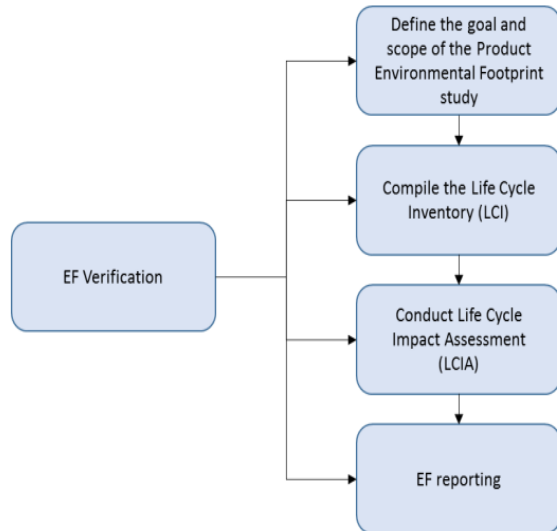 Define the goal and
scope of the Product
Environmental Footprint
study
Compile the Life Cycle
Inventory (LCI)
EF Verification
Conduct Life Cycle
Impact Assessment
(LCIA)
EF reporting